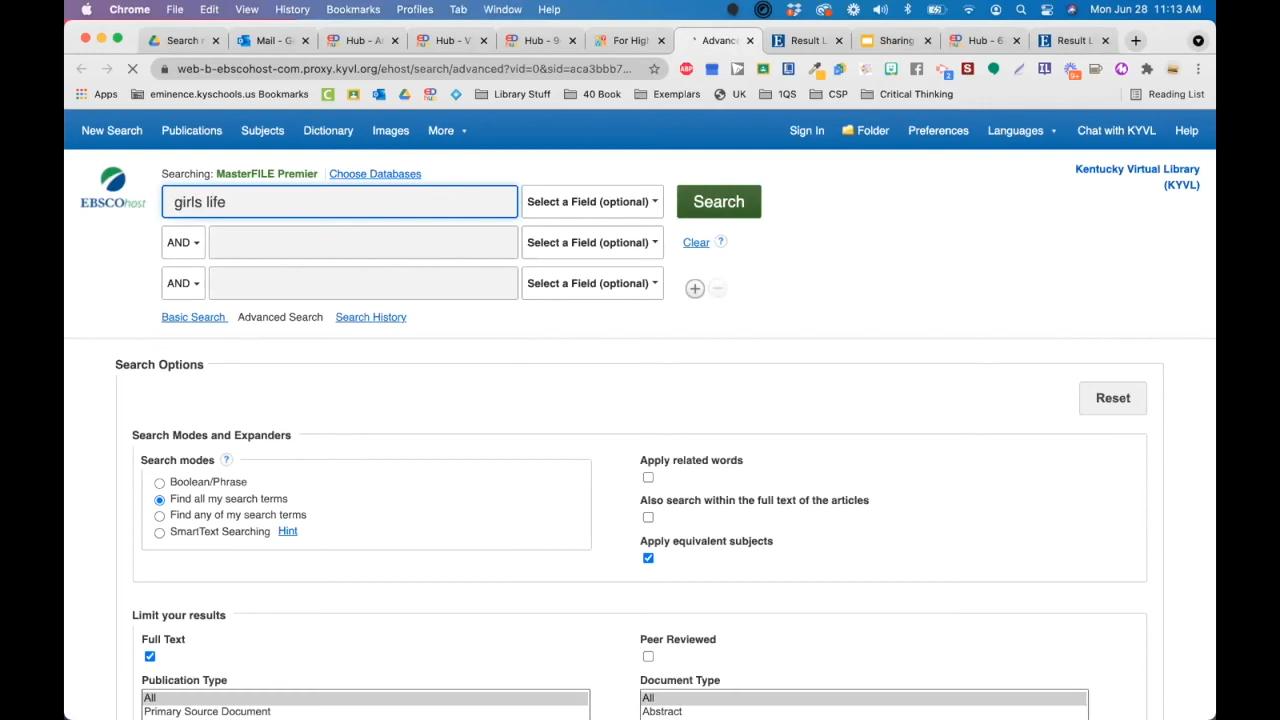 Chrome File Edit View History Bookmarks Profiles Tab Window Help Mon Jun 28 11:13 AM
Search r Mail - G Hub - A Hub - V Hub - 9- For High Advanc Result L Sharing Hub - 6 Result L
web-b-ebscohost-com.proxy.kyvl.org/ehost/search/advanced?vid=0&sid=aca3bbb7...
Apps eminence.kyschools.us Bookmarks Library Stuff 40 Book Exemplars UK 1QS CSP Critical Thinking Reading List
New Search Publications Subjects Dictionary Images More Sign In Folder Preferences Languages Chat with KYVL Help
Searching: MasterFILE Premier Choose Databases
Kentucky Virtual Library
(KYVL)
EBSCOhost
girls life Select a Field (optional) Search
AND Select a Field (optional) Clear ?
AND Select a Field (optional)
Basic Search Advanced Search Search History
Search Options
Reset
Search Modes and Expanders
Search modes ?
Boolean/Phrase
Find all my search terms
Find any of my search terms
SmartText Searching Hint
Apply related words
Also search within the full text of the articles
Apply equivalent subjects
Limit your results
Full Text
Peer Reviewed
Publication Type
All
Primary Source Document
Document Type
All
Abstract